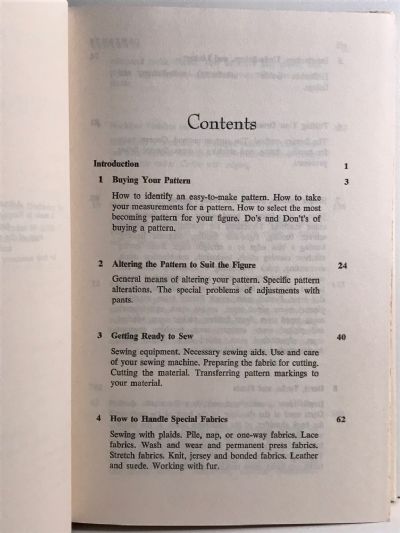 Contents
Introduction 1
1 Buying Your Pattern 3
How to identify an easy-to-make pattern. How to take
your measurements for a pattern. How to select the most
becoming pattern for your figure. Do's and Don't's of
buying a pattern.
2 Altering the Pattern to Suit the Figure 24
General means of altering your pattern. Specific pattern
alterations. The special problems of adjustments with
pants.
3 Getting Ready to Sew 40
Sewing equipment. Necessary sewing aids. Use and care
of your sewing machine. Preparing the fabric for cutting.
Cutting the material. Transferring pattern markings to
your material.
4 How to Handle Special Fabrics 62
Sewing with plaids. Pile, nap, or one-way fabrics. Lace
fabrics. Wash and wear and permanent press fabrics.
Stretch fabrics. Knit, jersey and bonded fabrics. Leather
and suede. Working with fur.